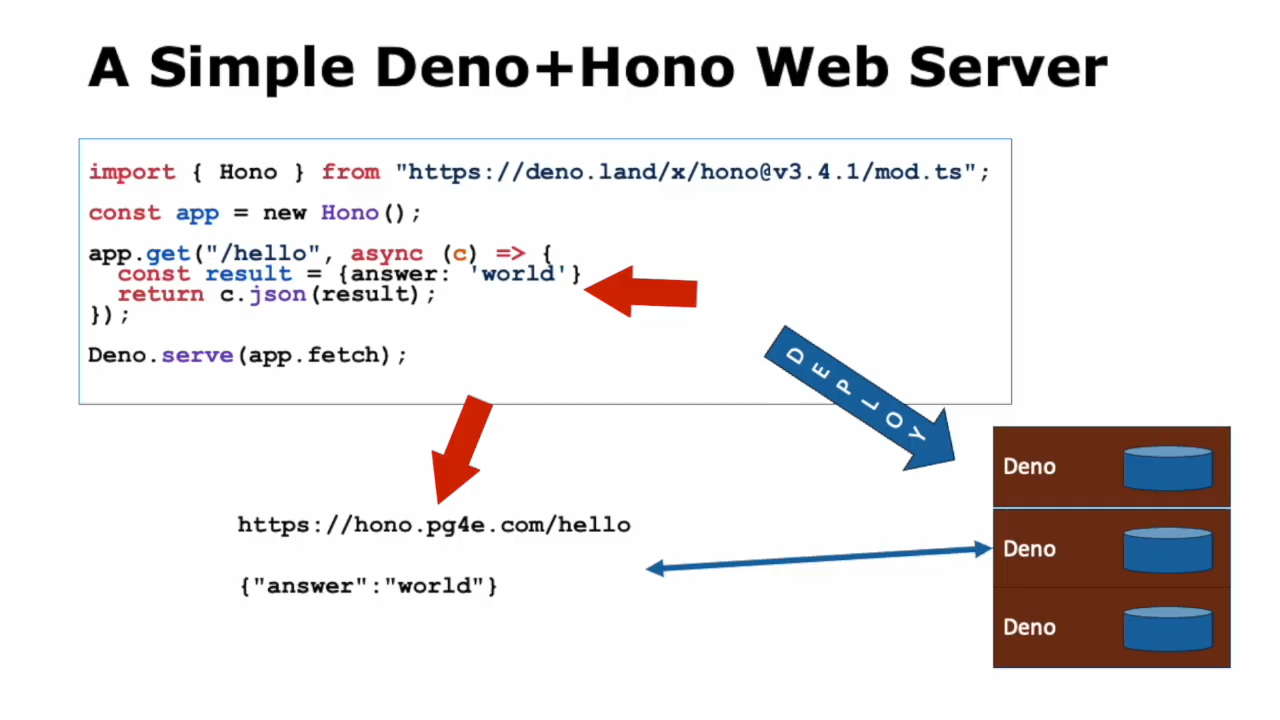 A Simple Deno+Hono Web Server
import { Hono } from "https://deno.land/x/hono@v3.4.1/mod.ts";
const app = new Hono();
app.get("/hello", async (c) => {
  const result = {answer: 'world'}
  return c.json(result);
});
Deno.serve(app.fetch);
DEPLOY
Deno
https://hono.pg4e.com/hello
Deno
{"answer":"world"}
Deno